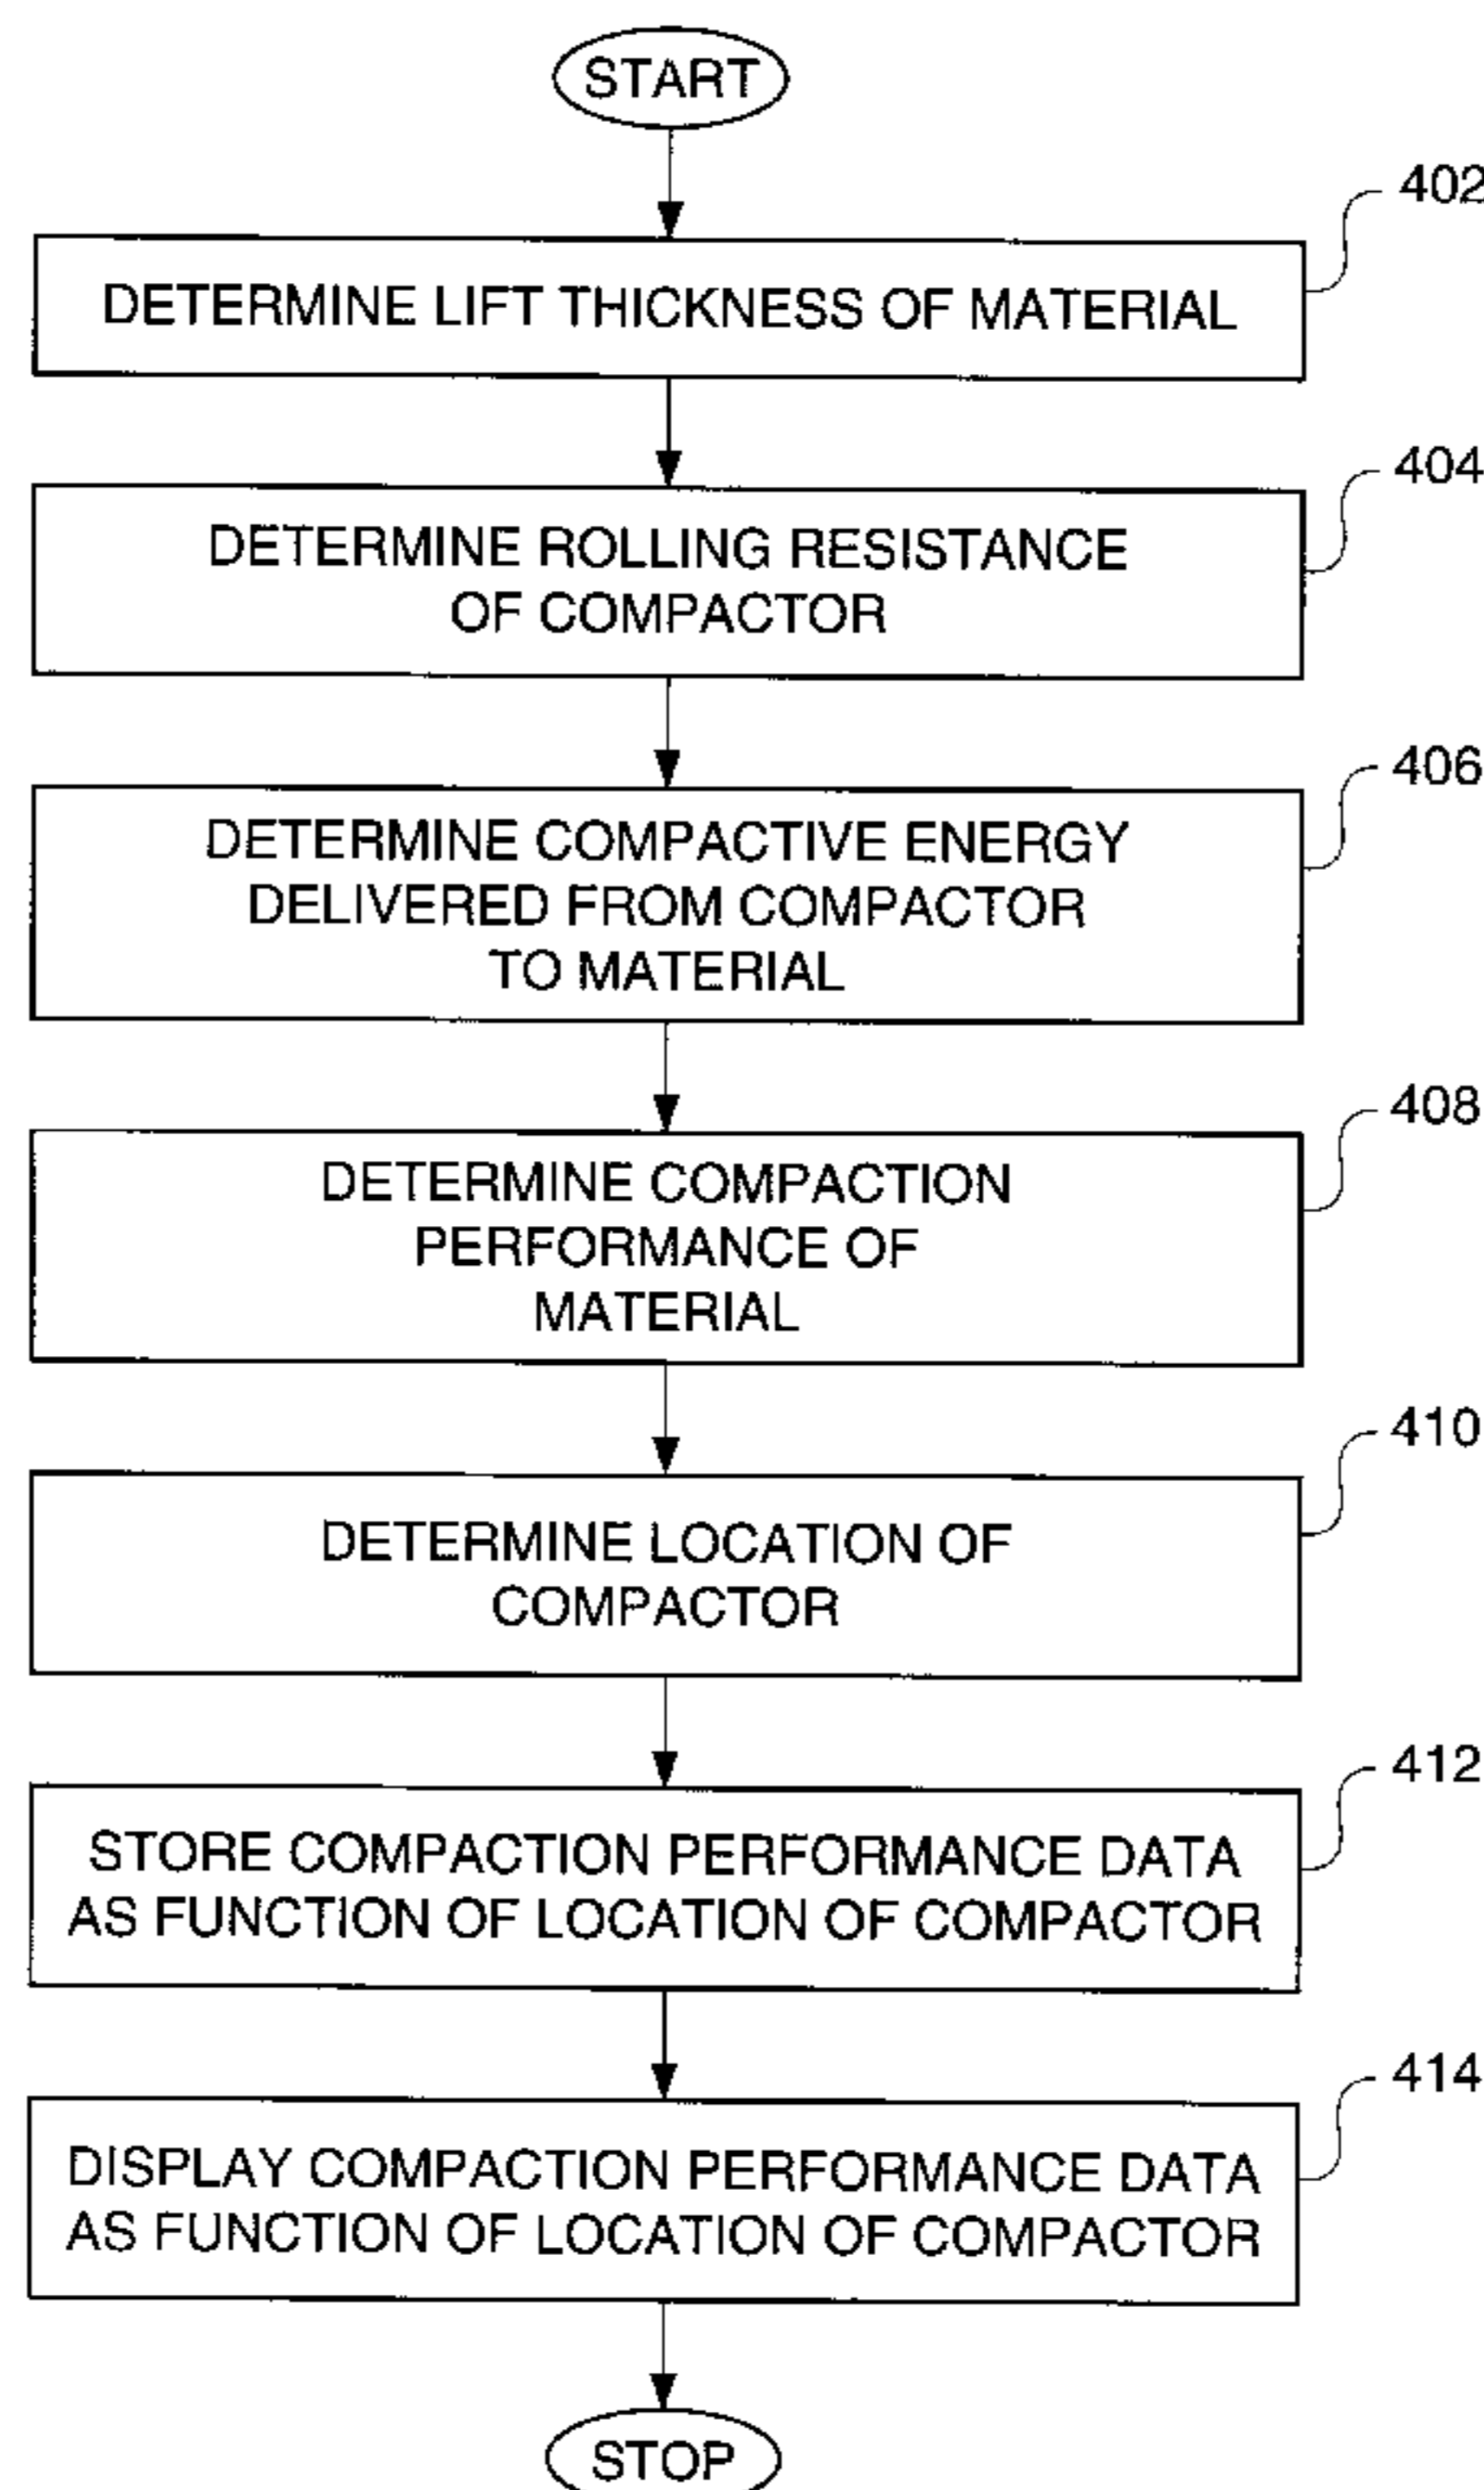 START
402
DETERMINE LIFT THICKNESS OF MATERIAL
404
DETERMINE ROLLING RESISTANCE
OF COMPACTOR
406
DETERMINE COMPACTIVE ENERGY
DELIVERED FROM COMPACTOR
TO MATERIAL
408
DETERMINE COMPACTION
PERFORMANCE OF
MATERIAL
410
DETERMINE LOCATION OF
COMPACTOR
412
STORE COMPACTION PERFORMANCE DATA
AS FUNCTION OF LOCATION OF COMPACTOR
414
DISPLAY COMPACTION PERFORMANCE DATA
AS FUNCTION OF LOCATION OF COMPACTOR
STOP